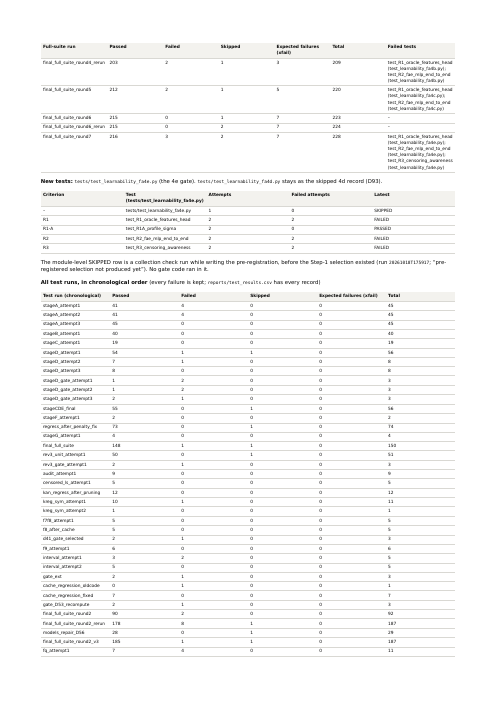 Full-suite run Passed Failed Skipped Expected failures (xfail) Total Failed tests
final_full_suite_round4_rerun 203 2 1 3 209 test_R1_oracle_features_head (test_learnability_fa4b.py); test_R2_fae_mlp_end_to_end (test_learnability_fa4b.py)
final_full_suite_round5 212 2 1 5 220 test_R1_oracle_features_head (test_learnability_fa4c.py); test_R2_fae_mlp_end_to_end (test_learnability_fa4c.py)
final_full_suite_round6 215 0 1 7 223 –
final_full_suite_round6_rerun 215 0 2 7 224 –
final_full_suite_round7 216 3 2 7 228 test_R1_oracle_features_head (test_learnability_fa4e.py); test_R2_fae_mlp_end_to_end (test_learnability_fa4e.py); test_R3_censoring_awareness (test_learnability_fa4e.py)
New tests: tests/test_learnability_fa4e.py (the 4e gate). tests/test_learnability_fa4d.py stays as the skipped 4d record (D93).
Criterion Test (tests/test_learnability_fa4e.py) Attempts Failed attempts Latest
– tests/test_learnability_fa4e.py 1 0 SKIPPED
R1 test_R1_oracle_features_head 2 2 FAILED
R1-A test_R1A_profile_sigma 2 0 PASSED
R2 test_R2_fae_mlp_end_to_end 2 2 FAILED
R3 test_R3_censoring_awareness 2 2 FAILED
The module-level SKIPPED row is a collection check run while writing the pre-registration, before the Step-1 selection existed (run
"pre-registered selection not produced yet"). No gate code ran in it.
All test runs, in chronological order (every failure is kept; reports/test_results.csv has every record)
Test run (chronological) Passed Failed Skipped Expected failures (xfail) Total
stageA_attempt1 41 4 0 0 45
stageA_attempt2 41 4 0 0 45
stageA_attempt3 45 0 0 0 45
stageB_attempt1 40 0 0 0 40
stageC_attempt1 19 0 0 0 19
stageD_attempt1 54 1 1 0 56
stageD_attempt2 7 1 0 0 8
stageD_attempt3 8 0 0 0 8
stageD_gate_attempt1 1 2 0 0 3
stageD_gate_attempt2 1 2 0 0 3
stageD_gate_attempt3 2 1 0 0 3
stageCDE_final 55 0 1 0 56
stageF_attempt1 2 0 0 0 2
regress_after_penalty_fix 73 0 1 0 74
stageG_attempt1 4 0 0 0 4
final_full_suite 148 1 1 0 150
rev3_unit_attempt1 50 0 1 0 51
rev3_gate_attempt1 2 1 0 0 3
audit_attempt1 9 0 0 0 9
censored_ls_attempt1 5 0 0 0 5
kan_regress_after_pruning 12 0 0 0 12
kimg_sym_attempt1 10 1 0 0 11
kimg_sym_attempt2 1 0 0 0 1
f7f8_attempt1 5 0 0 0 5
f8_after_cache 5 0 0 0 5
d41_gate_selected 2 1 0 0 3
f9_attempt1 6 0 0 0 6
interval_attempt1 3 2 0 0 5
interval_attempt2 5 0 0 0 5
gate_ext 2 1 0 0 3
cache_regression_oldcode 0 1 0 0 1
cache_regression_fixed 7 0 0 0 7
gate_D53_recompute 2 1 0 0 3
final_full_suite_round2 90 2 0 0 92
final_full_suite_round2_rerun 178 8 1 0 187
models_repair_D56 28 0 1 0 29
final_full_suite_round2_v3 185 1 1 0 187
fq_attempt1 7 4 0 0 11